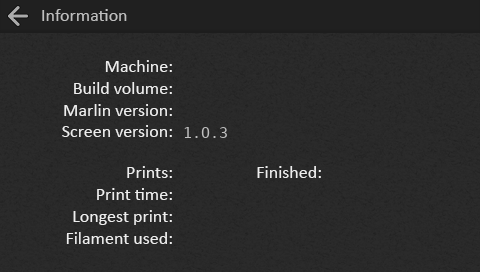 Information
Machine:
Build volume:
Marlin version:
Screen version: 1.0.3
Prints: Finished:
Print time:
Longest print:
Filament used: